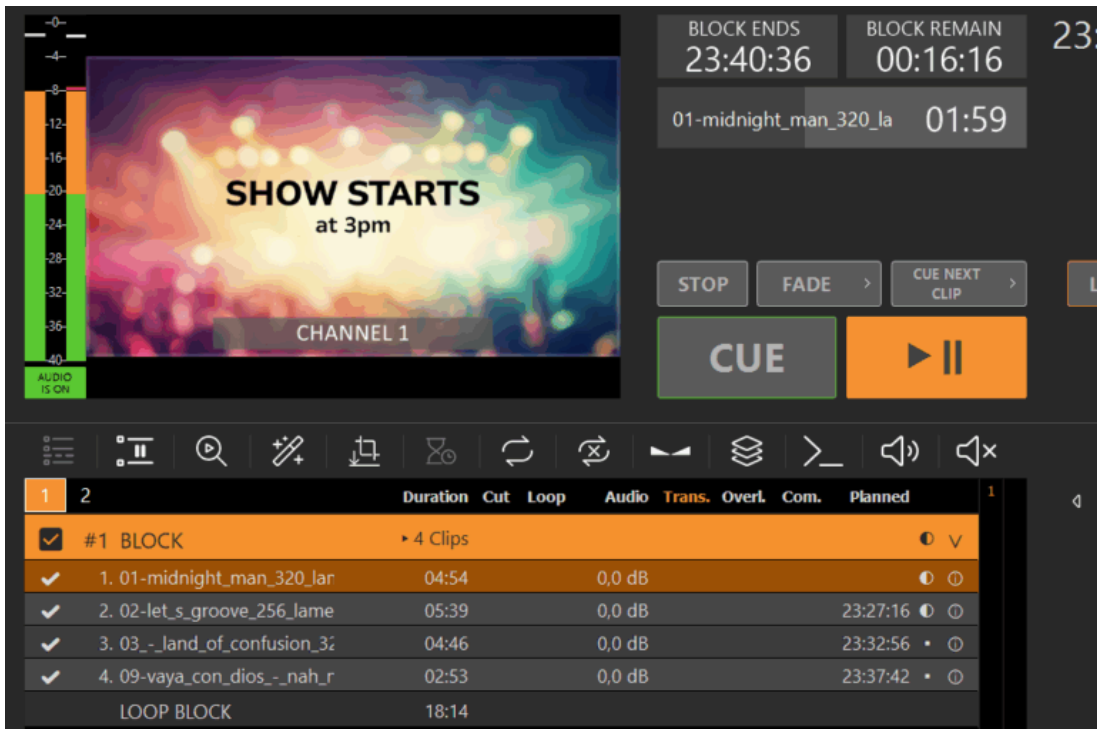 -0-
-4-
-8-
-12-
-16-
-20-
-24-
-28-
-32-
-36-
-40-
AUDIO
IS ON
SHOW STARTS
at 3pm
CHANNEL 1
BLOCK ENDS
23:40:36
BLOCK REMAIN
00:16:16
23:
01-midnight_man_320_la 01:59
STOP
FADE >
CUE NEXT
CLIP >
L
CUE
1 2 Duration Cut Loop Audio Trans. Overl. Com. Planned 1
#1 BLOCK 4 Clips
1. 01-midnight_man_320_lar 04:54 0,0 dB
2. 02-let_s_groove_256_lame 05:39 0,0 dB 23:27:16
3. 03_-_land_of_confusion_32 04:46 0,0 dB 23:32:56
4. 09-vaya_con_dios_-_nah_r 02:53 0,0 dB 23:37:42
LOOP BLOCK 18:14